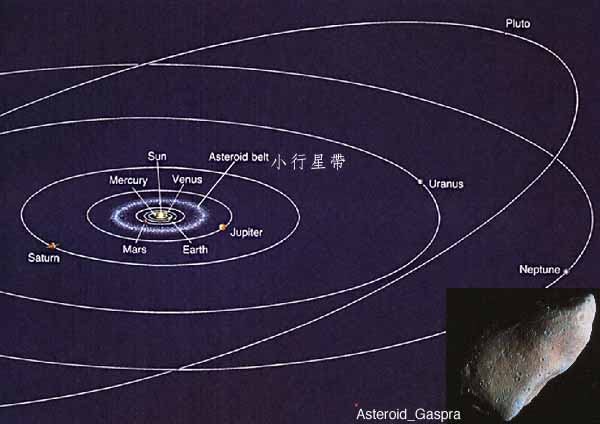 Pluto
Sun
Asteroid belt
小行星帶
Mercury
Venus
Uranus
Mars
Earth
Jupiter
Saturn
Neptune
Asteroid_Gaspra